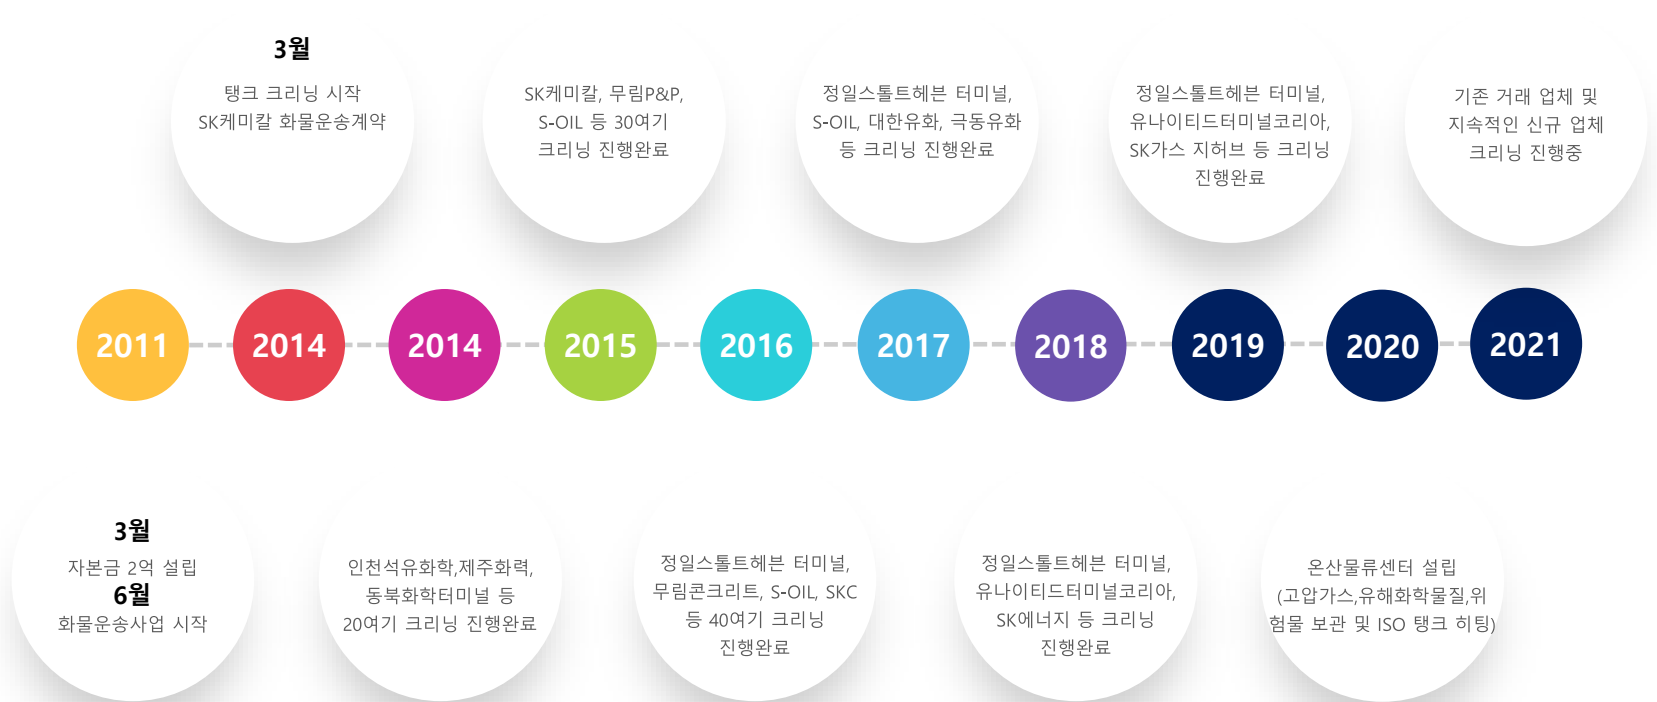 3월
탱크 크리닝 시작
SK케미칼 화물운송계약
SK케미칼, 무림P&P,
S-OIL 등 30여기
크리닝 진행완료
정일스톨트헤븐 터미널,
S-OIL, 대한유화, 극동유화
등 크리닝 진행완료
정일스톨트헤븐 터미널,
유나이티드터미널코리아,
SK가스 지허브 등 크리닝
진행완료
기존 거래 업체 및
지속적인 신규 업체
크리닝 진행중
2011
2014
2014
2015
2016
2017
2018
2019
2020
2021
3월
자본금 2억 설립
6월
화물운송사업 시작
인천석유화학,제주화력,
동북화학터미널 등
20여기 크리닝 진행완료
정일스톨트헤븐 터미널,
무림콘크리트, S-OIL, SKC
등 40여기 크리닝
진행완료
정일스톨트헤븐 터미널,
유나이티드터미널코리아,
SK에너지 등 크리닝
진행완료
온산물류센터 설립
(고압가스,유해화학물질,위
험물 보관 및 ISO 탱크 히팅)